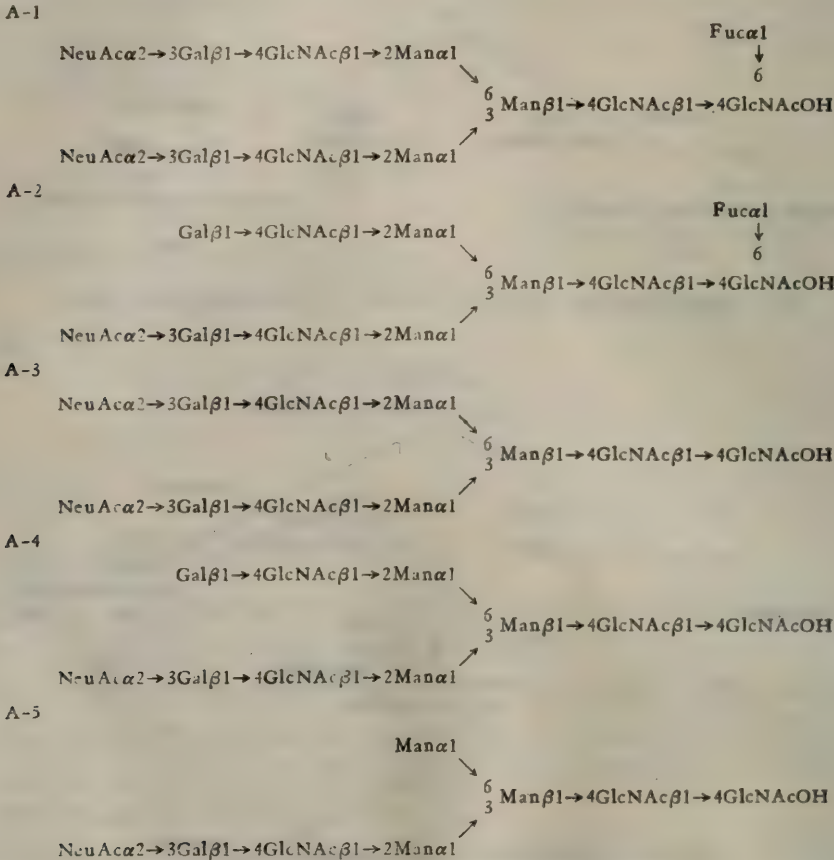 A-1
Fucα1
↓
6
NeuAcα2→3Galβ1→4GlcNAcβ1→2Manα1
↘
6
3 Manβ1→4GlcNAcβ1→4GlcNAcOH
↗
NeuAcα2→3Galβ1→4GlcNAcβ1→2Manα1
A-2
Fucα1
↓
6
Galβ1→4GlcNAcβ1→2Manα1
↘
6
3 Manβ1→4GlcNAcβ1→4GlcNAcOH
↗
NeuAcα2→3Galβ1→4GlcNAcβ1→2Manα1
A-3
NeuAcα2→3Galβ1→4GlcNAcβ1→2Manα1
↘
6
3 Manβ1→4GlcNAcβ1→4GlcNAcOH
↗
NeuAcα2→3Galβ1→4GlcNAcβ1→2Manα1
A-4
Galβ1→4GlcNAcβ1→2Manα1
↘
6
3 Manβ1→4GlcNAcβ1→4GlcNAcOH
↗
NeuAcα2→3Galβ1→4GlcNAcβ1→2Manα1
A-5
Manα1
↘
6
3 Manβ1→4GlcNAcβ1→4GlcNAcOH
↗
NeuAcα2→3Galβ1→4GlcNAcβ1→2Manα1